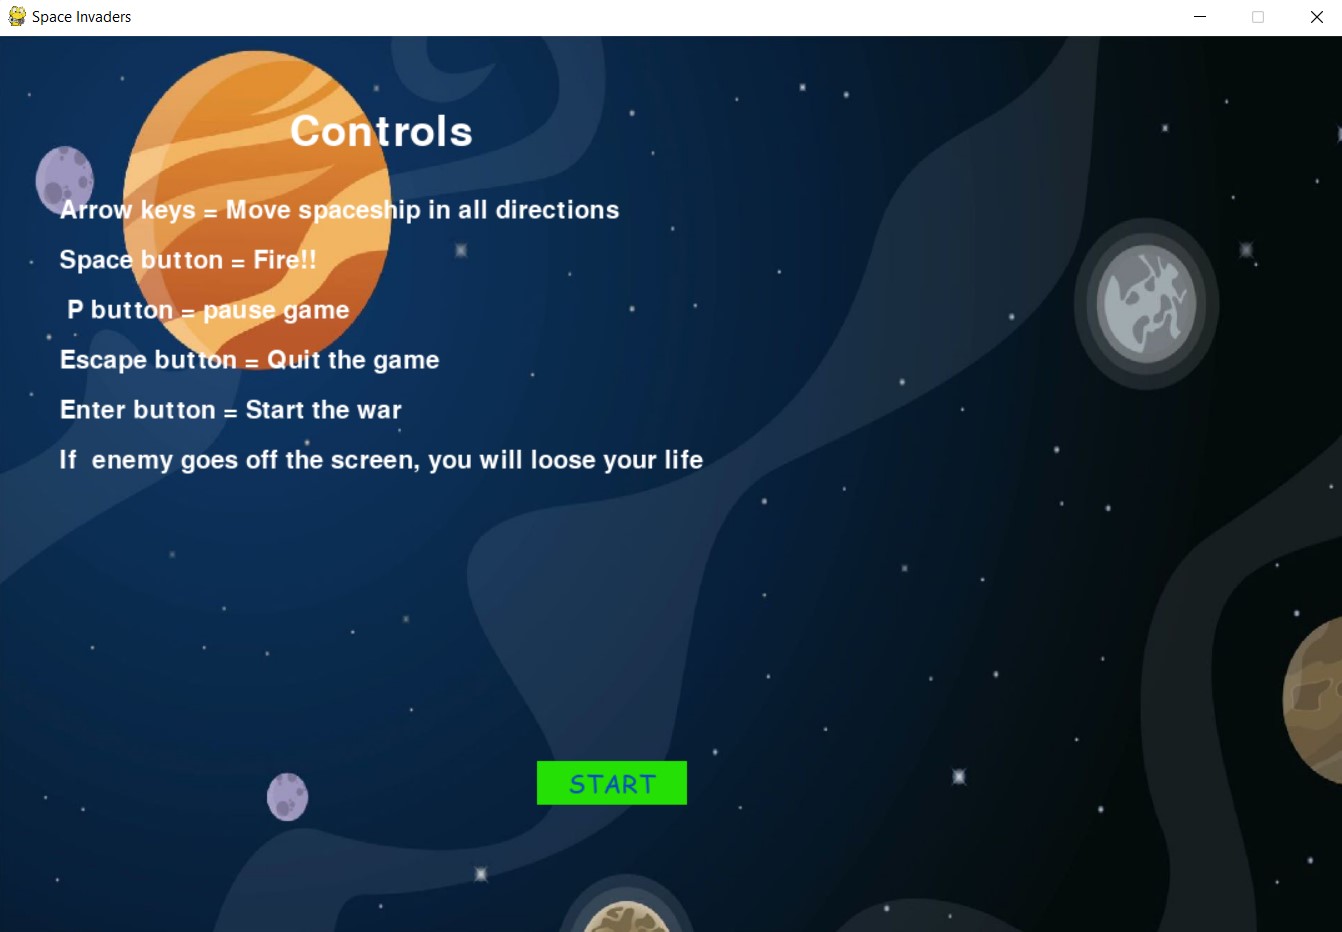 Space Invaders
Controls
Arrow keys = Move spaceship in all directions
Space button = Fire!!
P button = pause game
Escape button = Quit the game
Enter button = Start the war
If  enemy goes off the screen, you will loose your life
START